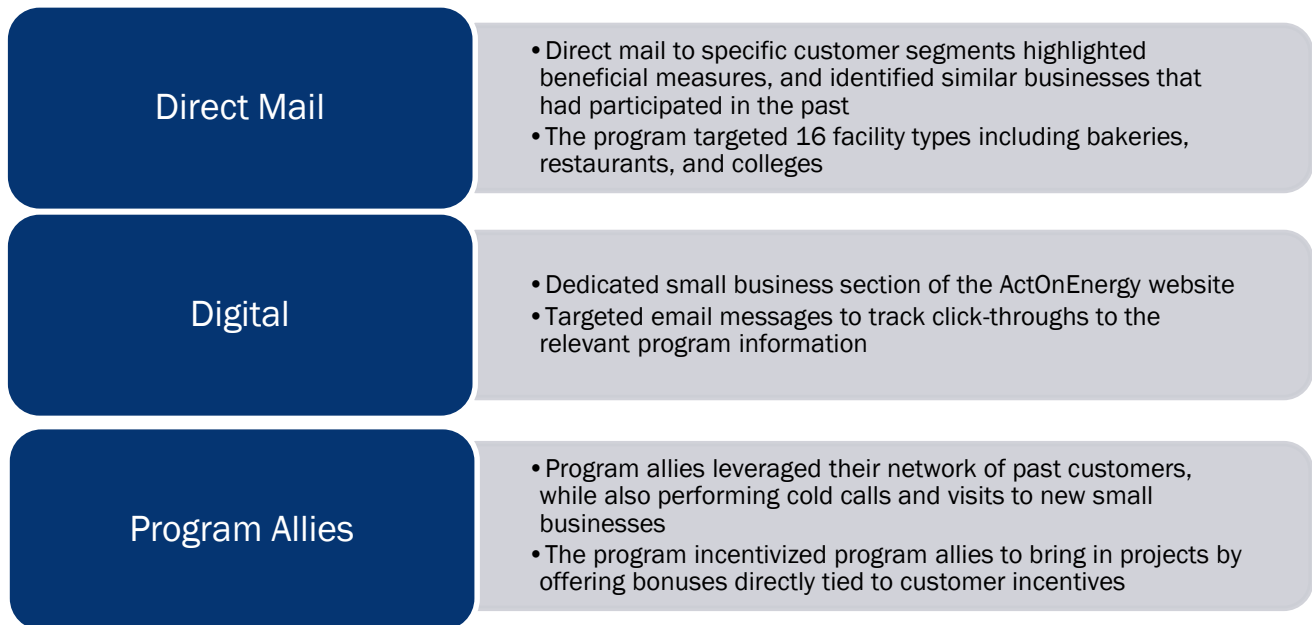 Direct Mail
• Direct mail to specific customer segments highlighted
beneficial measures, and identified similar businesses that
had participated in the past
• The program targeted 16 facility types including bakeries,
restaurants, and colleges
Digital
• Dedicated small business section of the ActOnEnergy website
• Targeted email messages to track click-throughs to the
relevant program information
Program Allies
• Program allies leveraged their network of past customers,
while also performing cold calls and visits to new small
businesses
• The program incentivized program allies to bring in projects by
offering bonuses directly tied to customer incentives